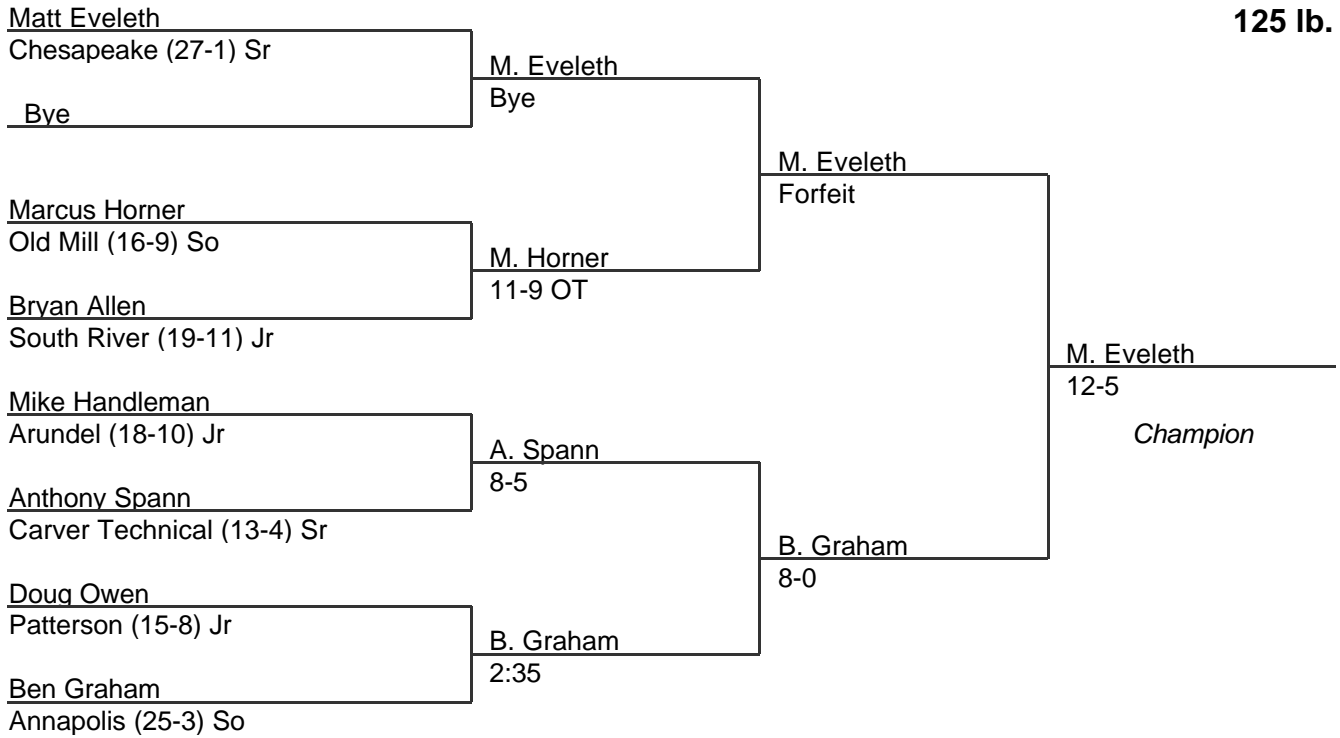 125 lb.
Matt Eveleth
Chesapeake (27-1) Sr
Bye
Marcus Horner
Old Mill (16-9) So
Bryan Allen
South River (19-11) Jr
Mike Handleman
Arundel (18-10) Jr
Anthony Spann
Carver Technical (13-4) Sr
Doug Owen
Patterson (15-8) Jr
Ben Graham
Annapolis (25-3) So
M. Eveleth
Bye
M. Horner
11-9 OT
A. Spann
8-5
B. Graham
2:35
M. Eveleth
Forfeit
B. Graham
8-0
M. Eveleth
12-5
Champion